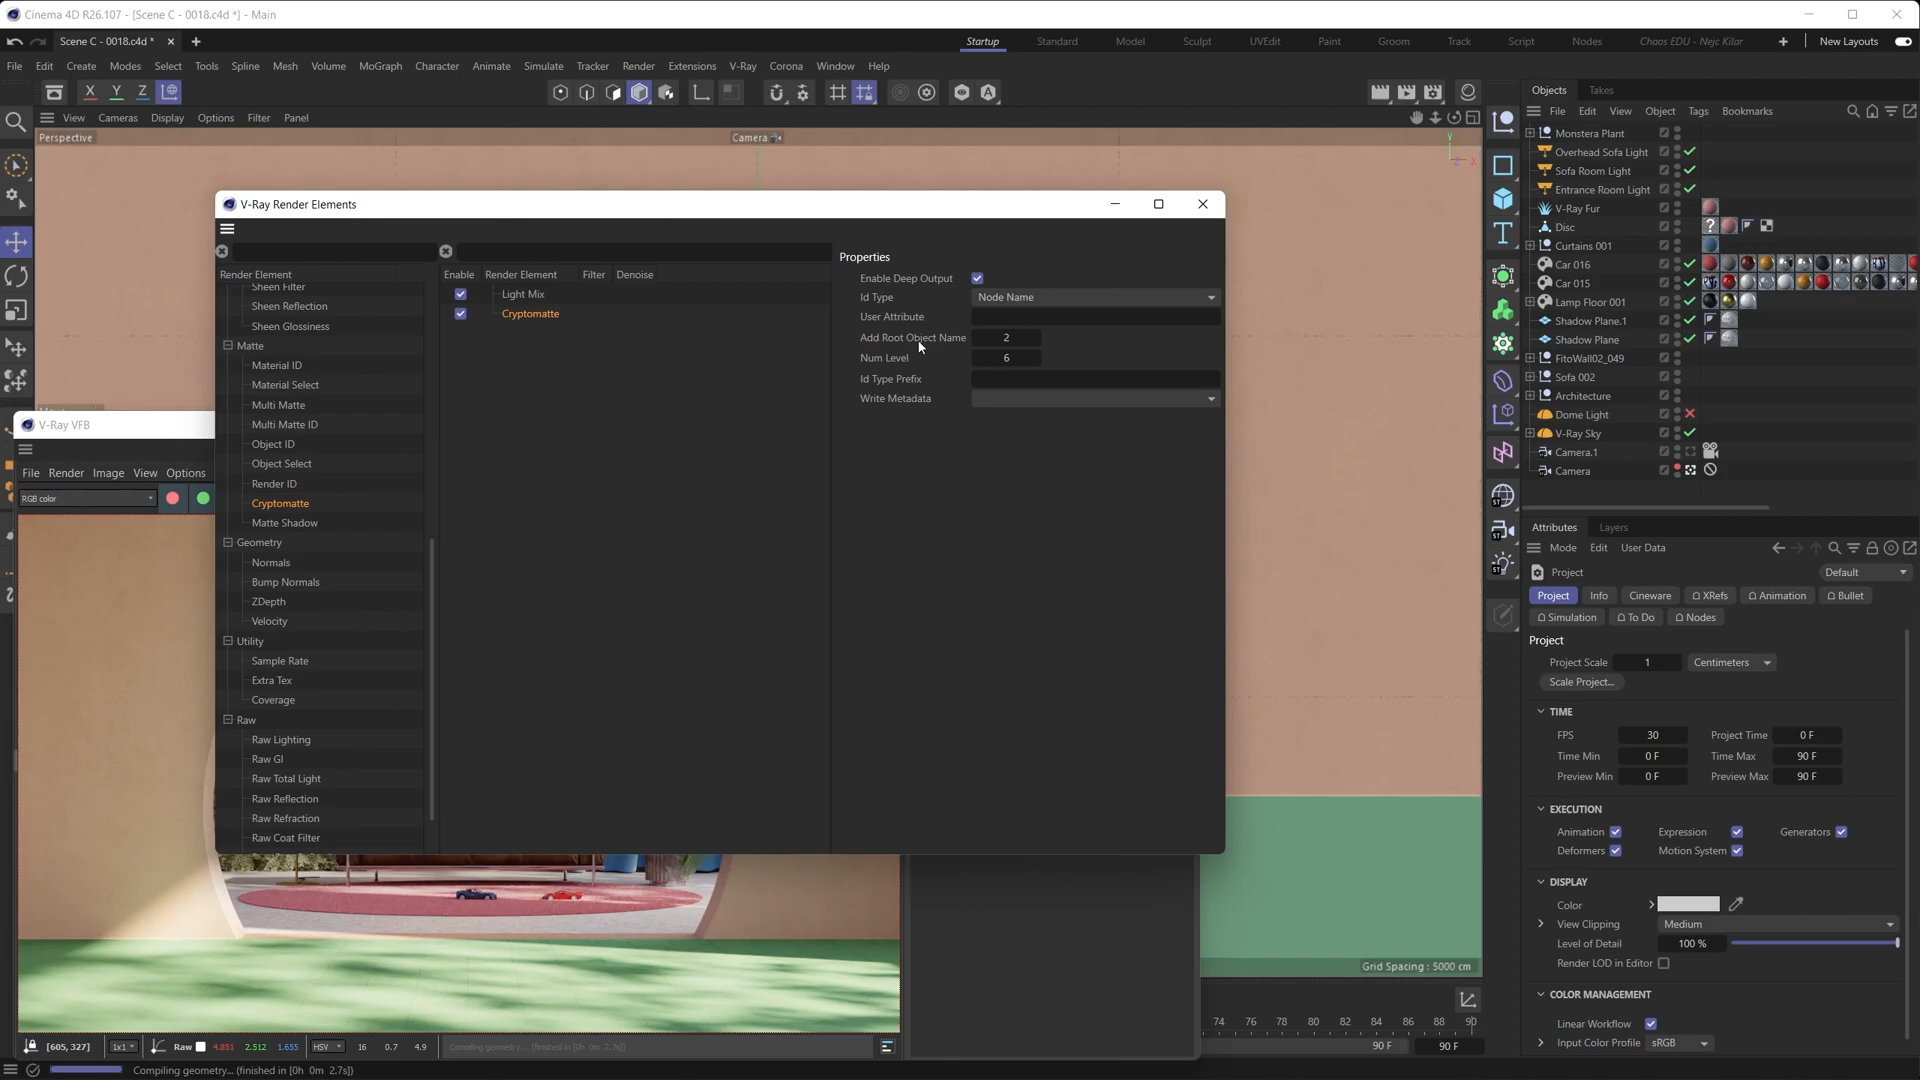 Cinema 4D R26.107 - [Scene C - 0018.c4d *] - Main
Scene C - 0018.c4d *
Startup Standard Model Sculpt UVEdit Paint Groom Track Script Nodes Chaos EDU - Nejc Kilar New Layouts
File Edit Create Modes Select Tools Spline Mesh Volume MoGraph Character Animate Simulate Tracker Render Extensions V-Ray Corona Window Help
X Y Z
View Cameras Display Options Filter Panel
Perspective
Camera
Y
X
Z
V-Ray Render Elements
Render Element
Sheen Filter
Sheen Reflection
Sheen Glossiness
Matte
Material ID
Material Select
Multi Matte
Multi Matte ID
Object ID
Object Select
Render ID
Cryptomatte
Matte Shadow
Geometry
Normals
Bump Normals
ZDepth
Velocity
Utility
Sample Rate
Extra Tex
Coverage
Raw
Raw Lighting
Raw GI
Raw Total Light
Raw Reflection
Raw Refraction
Raw Coat Filter
Enable Render Element Filter Denoise
Light Mix
Cryptomatte
Properties
Enable Deep Output
Id Type Node Name
User Attribute
Add Root Object Name 2
Num Level 6
Id Type Prefix
Write Metadata
V-Ray VFB
File Render Image View Options
RGB color
[605, 327] 1x1 Raw 4.851 2.512 1.655 HSV 16 0.7 4.9 Compiling geometry... (finished in [0h 0m 2.7s])
Compiling geometry... (finished in [0h 0m 2.7s])
Grid Spacing : 5000 cm
74 76 78 80 82 84 86 88 90
90 F 90 F
Objects Takes
File Edit View Object Tags Bookmarks
Monstera Plant
Overhead Sofa Light
Sofa Room Light
Entrance Room Light
V-Ray Fur
Disc
Curtains 001
Car 016
Car 015
Lamp Floor 001
Shadow Plane.1
Shadow Plane
FitoWall02_049
Sofa 002
Architecture
Dome Light
V-Ray Sky
Camera.1
Camera
Attributes Layers
Mode Edit User Data
Project Default
Project Info Cineware XRefs Animation Bullet
Simulation To Do Nodes
Project
Project Scale 1 Centimeters
Scale Project...
TIME
FPS 30 Project Time 0 F
Time Min 0 F Time Max 90 F
Preview Min 0 F Preview Max 90 F
EXECUTION
Animation Expression Generators
Deformers Motion System
DISPLAY
Color
View Clipping Medium
Level of Detail 100 %
Render LOD in Editor
COLOR MANAGEMENT
Linear Workflow
Input Color Profile sRGB